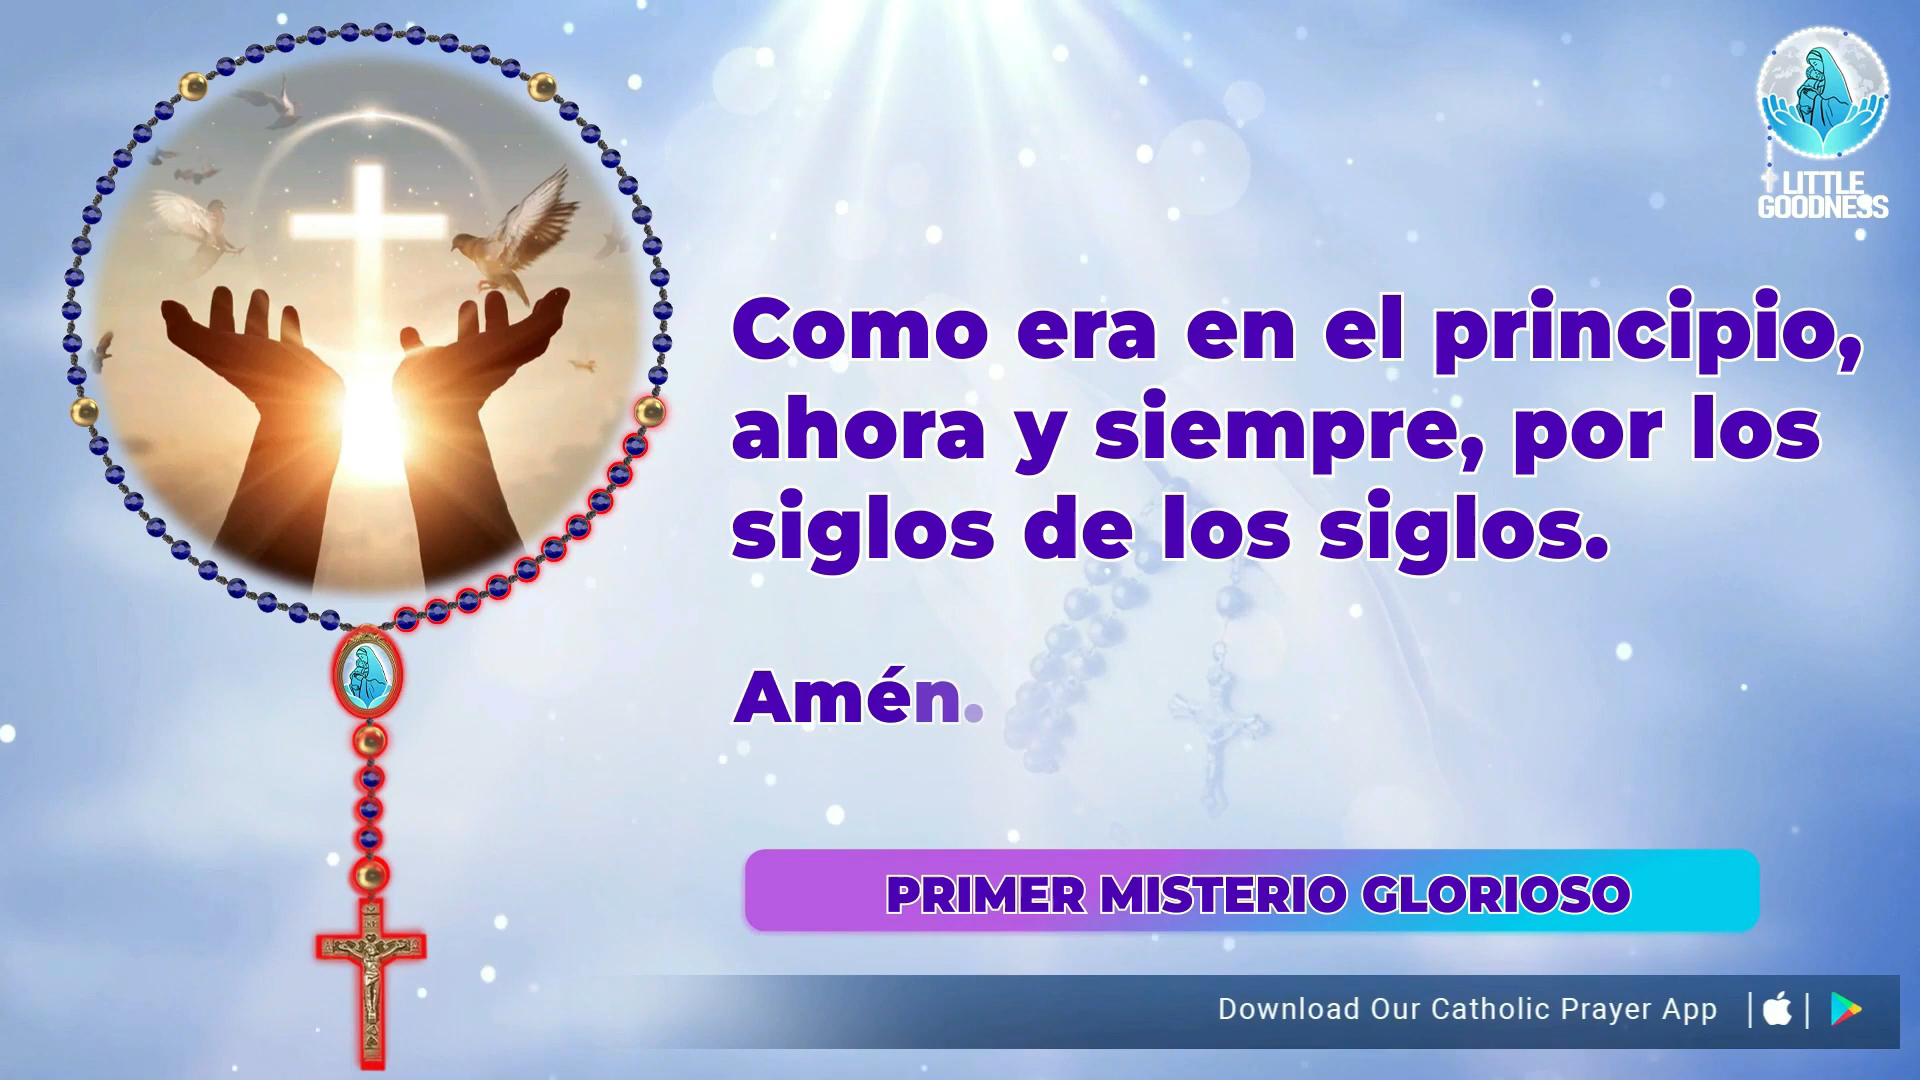 LITTLE
GOODNESS
Como era en el principio,
ahora y siempre, por los
siglos de los siglos.
Amén.
PRIMER MISTERIO GLORIOSO
Download Our Catholic Prayer App